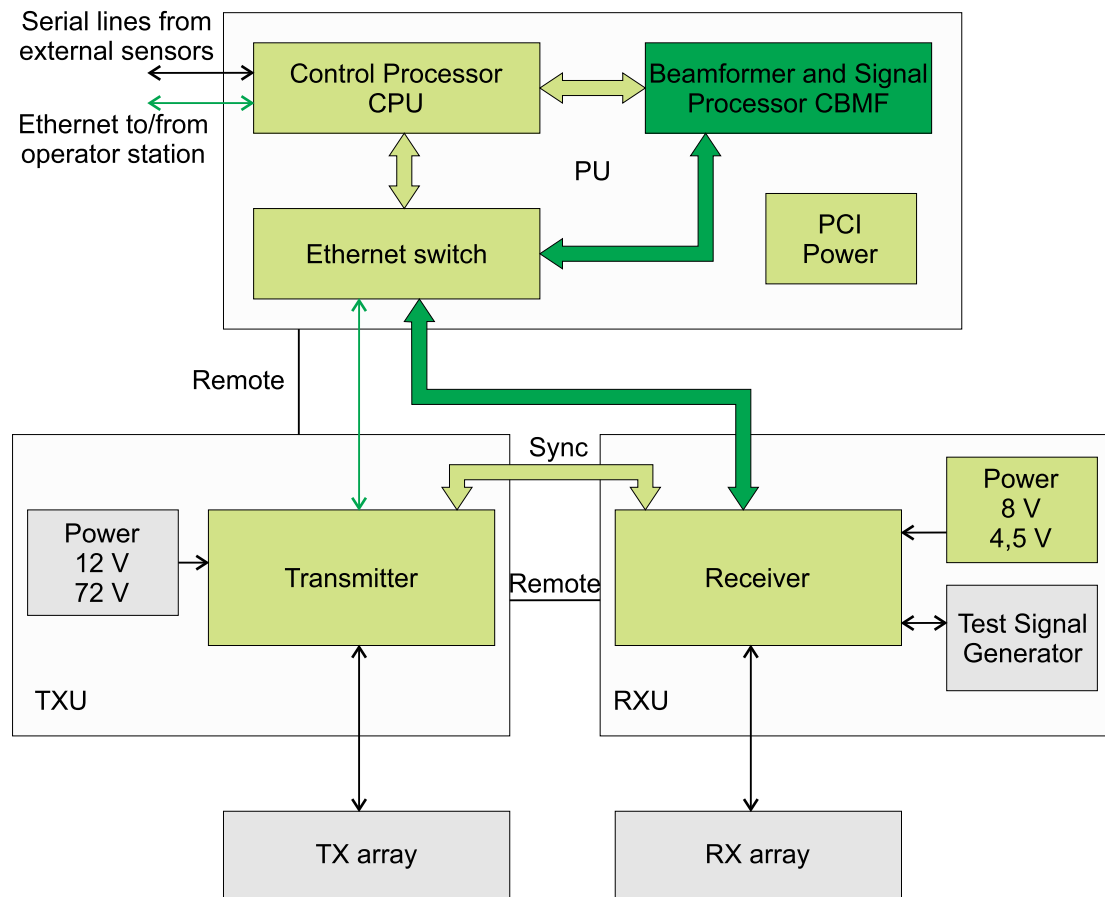 Serial lines from
external sensors
Ethernet to/from
operator station
Control Processor
CPU
Beamformer and Signal
Processor CBMF
PU
Ethernet switch
PCI
Power
Remote
Sync
Power
12 V
72 V
Transmitter
Remote
Receiver
Power
8 V
4,5 V
Test Signal
Generator
TXU
RXU
TX array
RX array